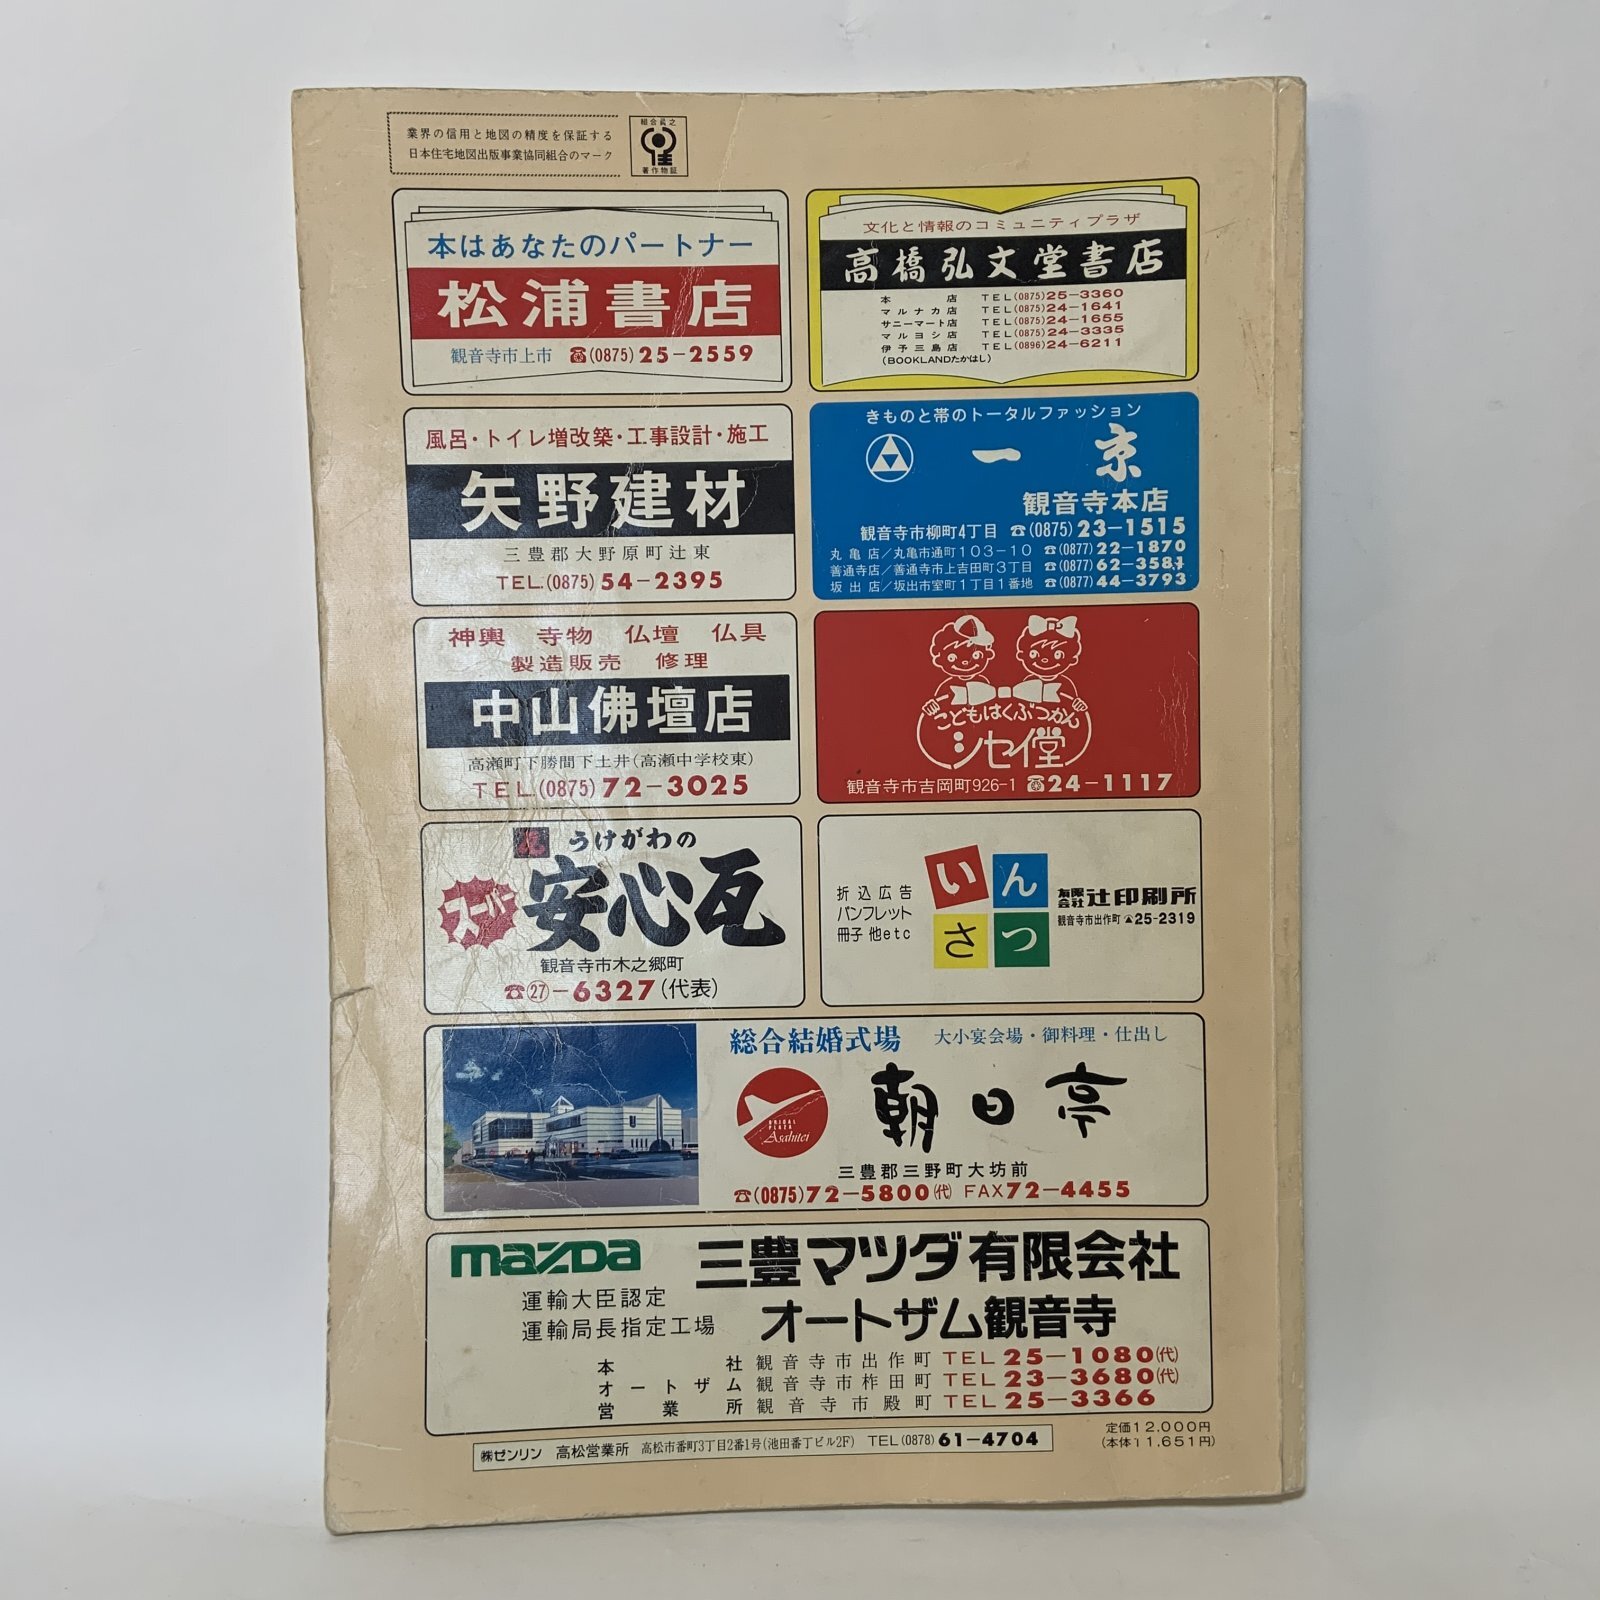 業界の信用と地図の精度を保証する
日本住宅地図出版事業協同組合のマーク
組合員之
著作物証
本はあなたのパートナー
松浦書店
観音寺市上市 ☎(0875)25-2559
文化と情報のコミュニティプラザ
高橋弘文堂書店
本店 TEL(0875)25-3360
マルナカ店 TEL(0875)24-1641
サニーマート店 TEL(0875)24-1655
マルヨシ店 TEL(0875)24-3335
伊予三島店 TEL(0896)24-6211
(BOOKLANDたかはし)
風呂・トイレ増改築・工事設計・施工
矢野建材
三豊郡大野原町辻東
TEL.(0875)54-2395
きものと帯のトータルファッション
一京
観音寺本店
観音寺市柳町4丁目 ☎(0875)23-1515
丸亀店/丸亀市通町103-10 ☎(0877)22-1870
善通寺店/善通寺市上吉田町3丁目 ☎(0877)62-3581
坂出店/坂出市室町1丁目1番地 ☎(0877)44-3793
神輿 寺物 仏壇 仏具
製造販売 修理
中山佛壇店
高瀬町下勝間下土井(高瀬中学校東)
TEL.(0875)72-3025
こどもはくぶつかん
シセイ堂
観音寺市吉岡町926-1 ☎24-1117
うけがわの
スーパー
安心瓦
観音寺市木之郷町
☎㉗-6327(代表)
折込広告
パンフレット
冊子 他etc
いんさつ
有限会社 辻印刷所
観音寺市出作町 ☎25-2319
総合結婚式場 大小宴会場・御料理・仕出し
BRIDAL
PLAZA
Asahitei
朝日亭
三豊郡三野町大坊前
☎(0875)72-5800(代) FAX72-4455
mazda 三豊マツダ有限会社
運輸大臣認定
運輸局長指定工場
オートザム観音寺
本社 観音寺市出作町 TEL 25-1080(代)
オートザム 観音寺市柞田町 TEL 23-3680(代)
営業所 観音寺市殿町 TEL 25-3366
㈱ゼンリン 高松営業所 高松市番町3丁目2番1号(池田番丁ビル2F) TEL(0878)61-4704
定価12,000円
(本体11,651円)